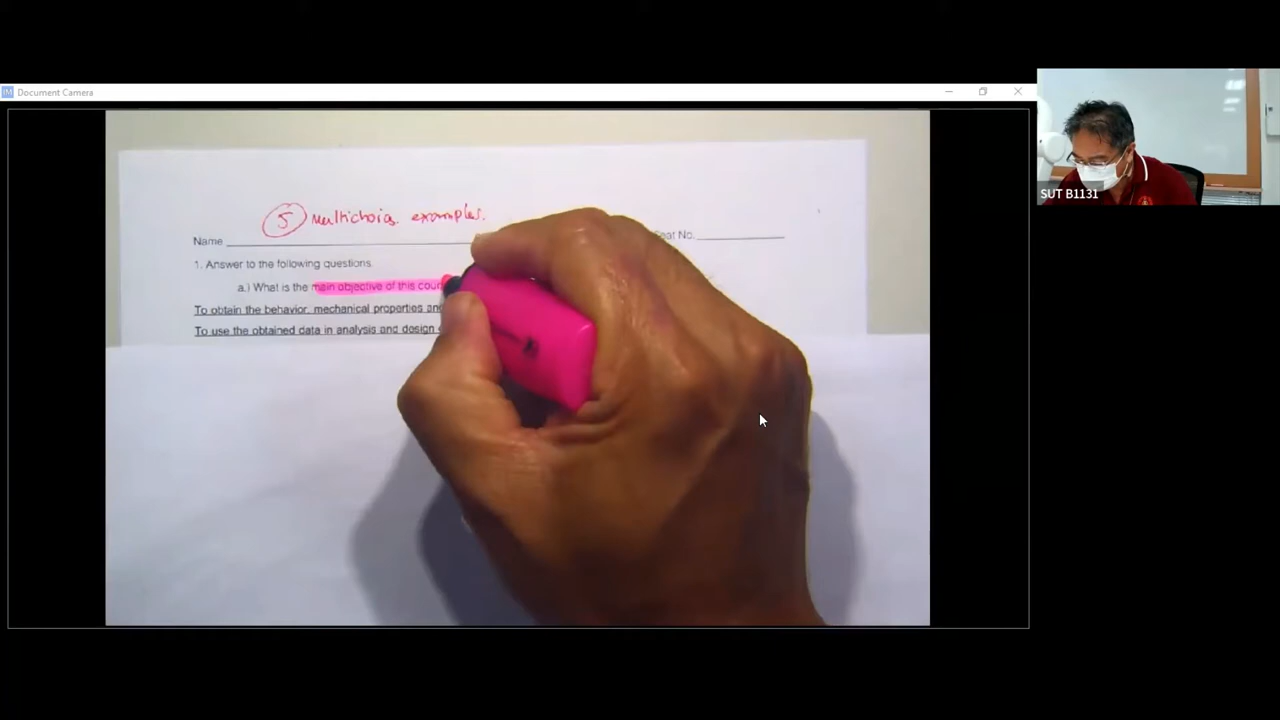 Document Camera
SUT B1131
5 multichoice examples.
Name Seat No.
1. Answer to the following questions.
a.) What is the main objective of this cour
To obtain the behavior, mechanical properties and
To use the obtained data in analysis and design